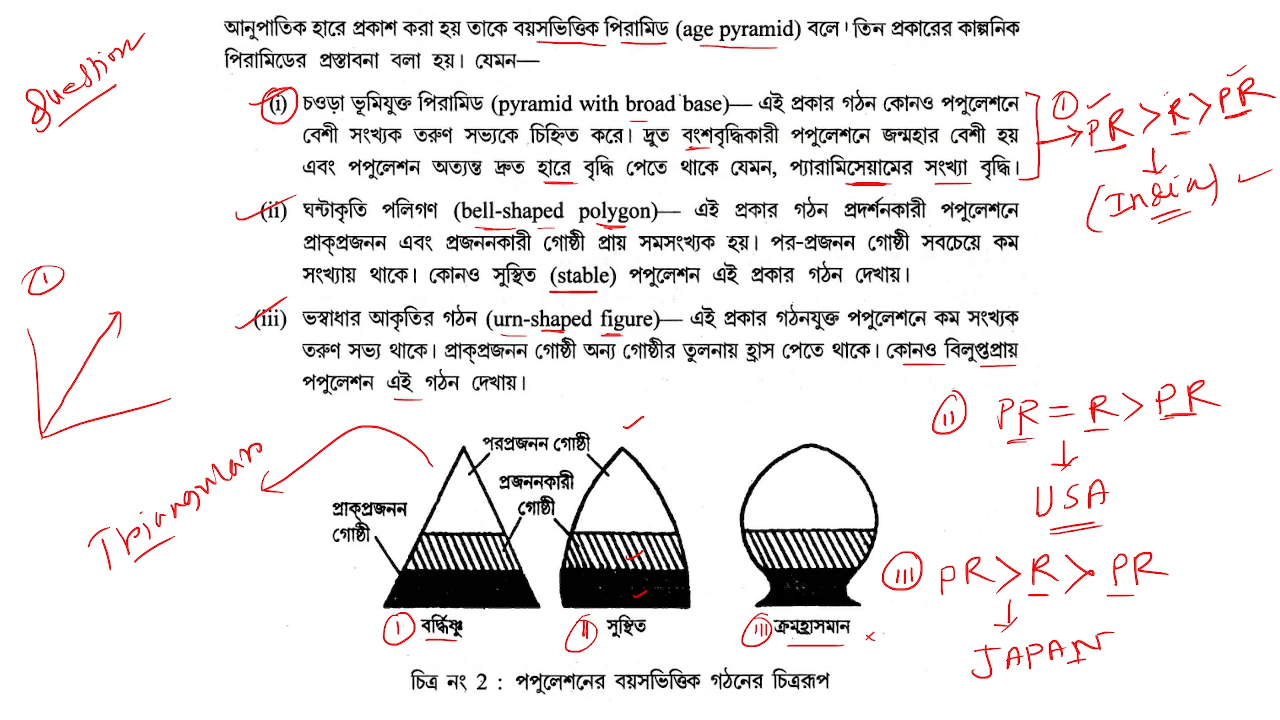 আনুপাতিক হারে প্রকাশ করা হয় তাকে বয়সভিত্তিক পিরামিড (age pyramid) বলে। তিন প্রকারের কাল্পনিক
পিরামিডের প্রস্তাবনা বলা হয়। যেমন—
Question
(i) চওড়া ভূমিযুক্ত পিরামিড (pyramid with broad base)— এই প্রকার গঠন কোনও পপুলেশনে
বেশী সংখ্যক তরুণ সভ্যকে চিহ্নিত করে। দ্রুত বংশবৃদ্ধিকারী পপুলেশনে জন্মহার বেশী হয়
এবং পপুলেশন অত্যন্ত দ্রুত হারে বৃদ্ধি পেতে থাকে যেমন, প্যারামিসেয়ামের সংখ্যা বৃদ্ধি।
① PR > R > PR
(India)
(ii) ঘন্টাকৃতি পলিগণ (bell-shaped polygon)— এই প্রকার গঠন প্রদর্শনকারী পপুলেশনে
প্রাক্‌প্রজনন এবং প্রজননকারী গোষ্ঠী প্রায় সমসংখ্যক হয়। পর-প্রজনন গোষ্ঠী সবচেয়ে কম
সংখ্যায় থাকে। কোনও সুস্থিত (stable) পপুলেশন এই প্রকার গঠন দেখায়।
①
(iii) ভস্বাধার আকৃতির গঠন (urn-shaped figure)— এই প্রকার গঠনযুক্ত পপুলেশনে কম সংখ্যক
তরুণ সভ্য থাকে। প্রাক্‌প্রজনন গোষ্ঠী অন্য গোষ্ঠীর তুলনায় হ্রাস পেতে থাকে। কোনও বিলুপ্তপ্রায়
পপুলেশন এই গঠন দেখায়।
II PR = R > PR
USA
III PR > R > PR
JAPAN
Triangular
পরপ্রজনন গোষ্ঠী
প্রজননকারী
গোষ্ঠী
প্রাক্‌প্রজনন
গোষ্ঠী
I বর্দ্ধিষ্ণু
II সুস্থিত
III ক্রমহ্রাসমান ×
চিত্র নং 2 : পপুলেশনের বয়সভিত্তিক গঠনের চিত্ররূপ